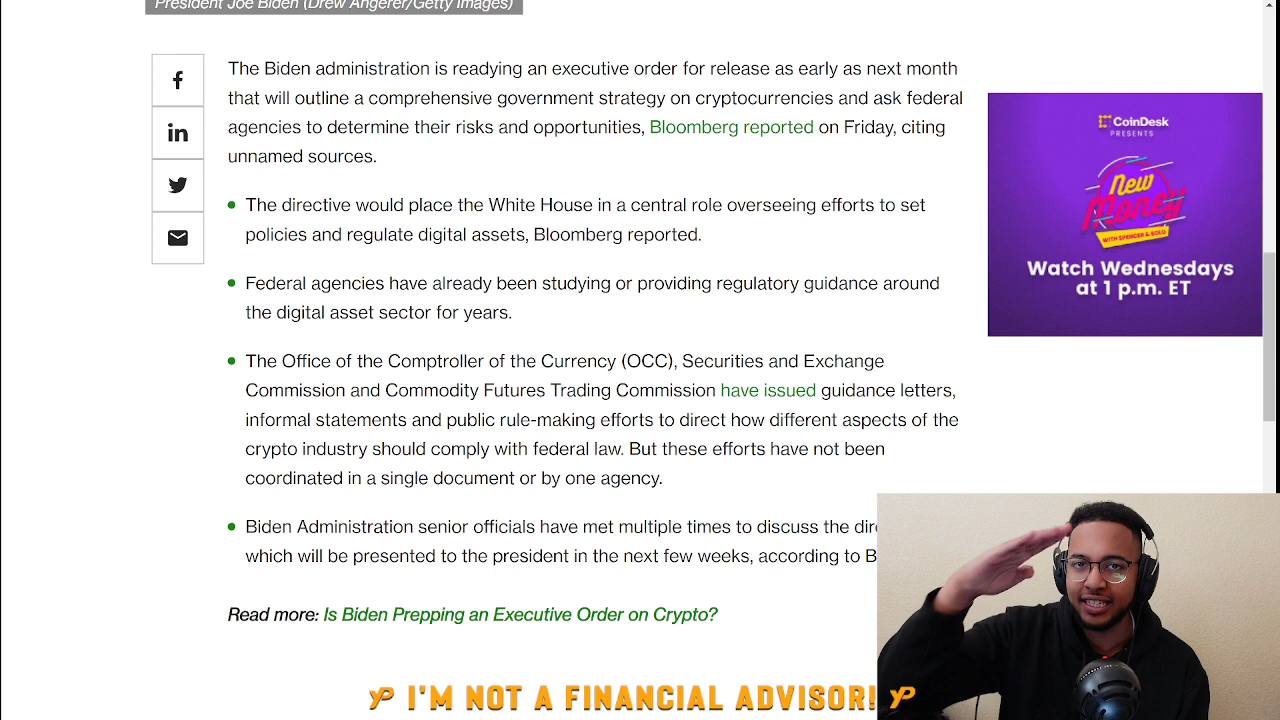 President Joe Biden (Drew Angerer/Getty Images)
The Biden administration is readying an executive order for release as early as next month
that will outline a comprehensive government strategy on cryptocurrencies and ask federal
agencies to determine their risks and opportunities, Bloomberg reported on Friday, citing
unnamed sources.
The directive would place the White House in a central role overseeing efforts to set
policies and regulate digital assets, Bloomberg reported.
Federal agencies have already been studying or providing regulatory guidance around
the digital asset sector for years.
The Office of the Comptroller of the Currency (OCC), Securities and Exchange
Commission and Commodity Futures Trading Commission have issued guidance letters,
informal statements and public rule-making efforts to direct how different aspects of the
crypto industry should comply with federal law. But these efforts have not been
coordinated in a single document or by one agency.
Biden Administration senior officials have met multiple times to discuss the
which will be presented to the president in the next few weeks, according to
Read more: Is Biden Prepping an Executive Order on Crypto?
CoinDesk
PRESENTS
New
Money
WITH SPENCER & SOLO
Watch Wednesdays
at 1 p.m. ET
YP I'M NOT A FINANCIAL ADVISOR! YP